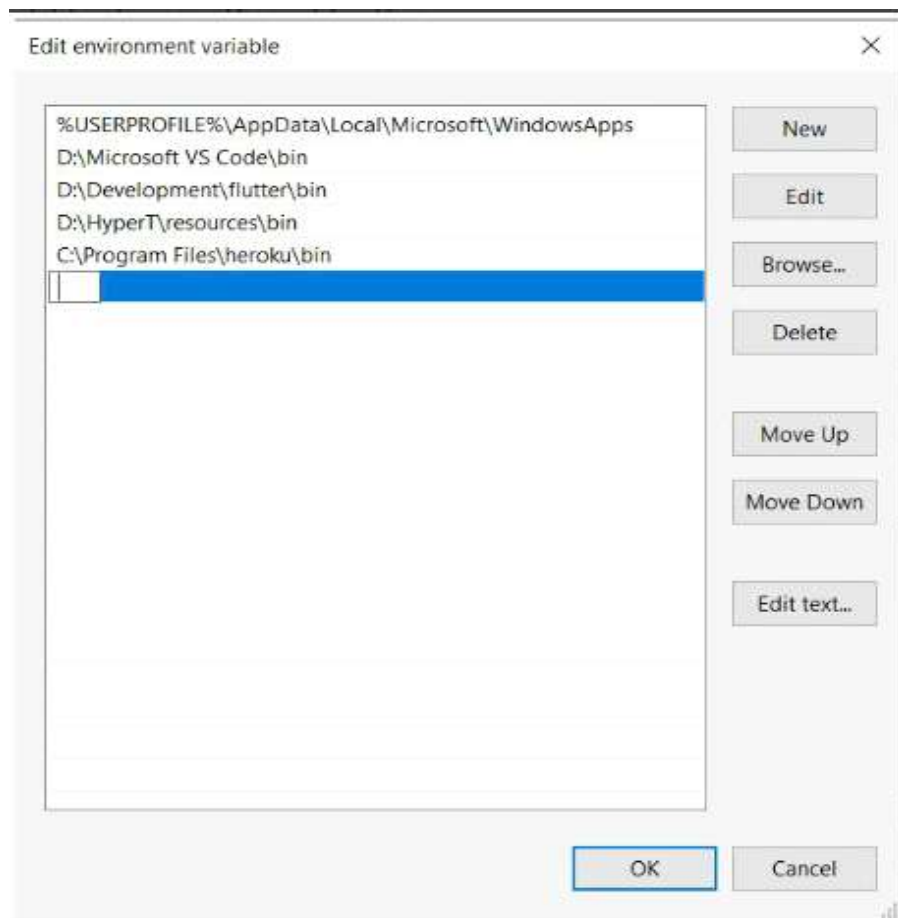 Edit environment variable
%USERPROFILE%\AppData\Local\Microsoft\WindowsApps
D:\Microsoft VS Code\bin
D:\Development\flutter\bin
D:\HyperT\resources\bin
C:\Program Files\heroku\bin
New
Edit
Browse...
Delete
Move Up
Move Down
Edit text...
OK
Cancel